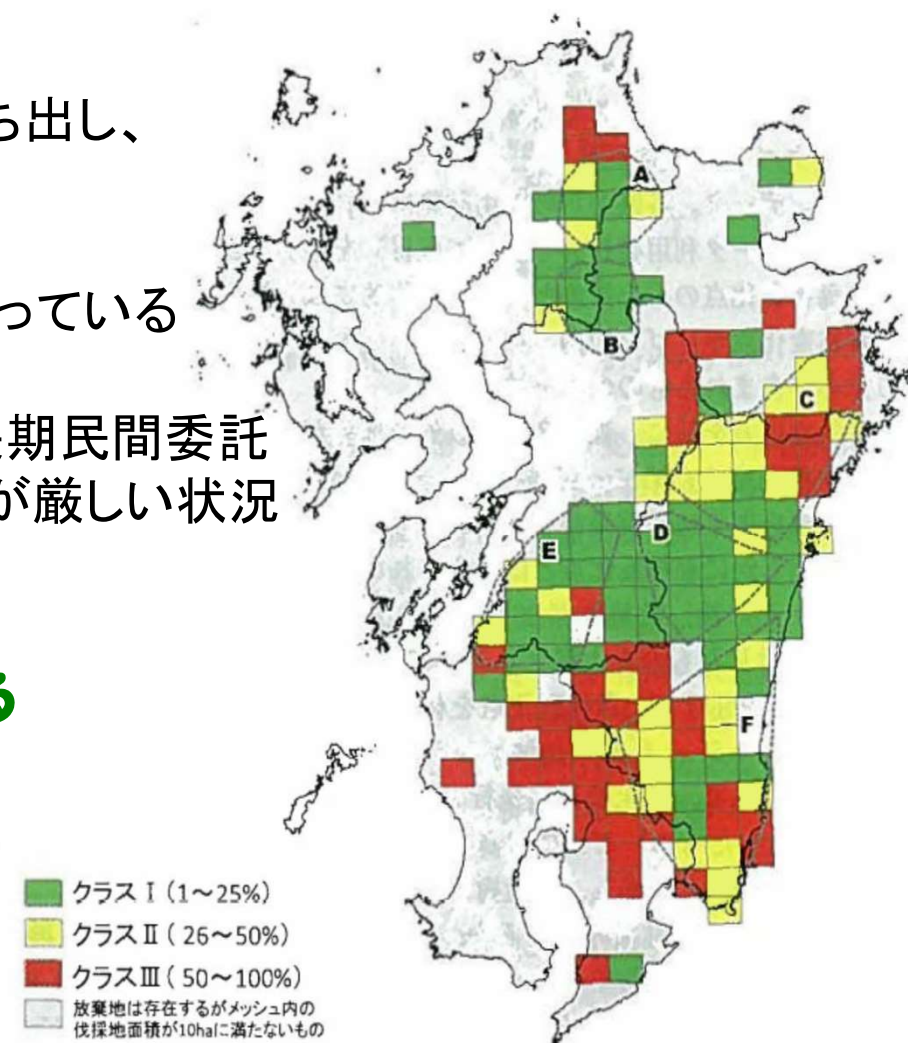 ち出し、
っている
期民間委託
が厳しい状況
る
A
B
C
D
E
F
クラスⅠ(1～25%)
クラスⅡ( 26～50%)
クラスⅢ( 50～100%)
放棄地は存在するがメッシュ内の
伐採地面積が10haに満たないもの